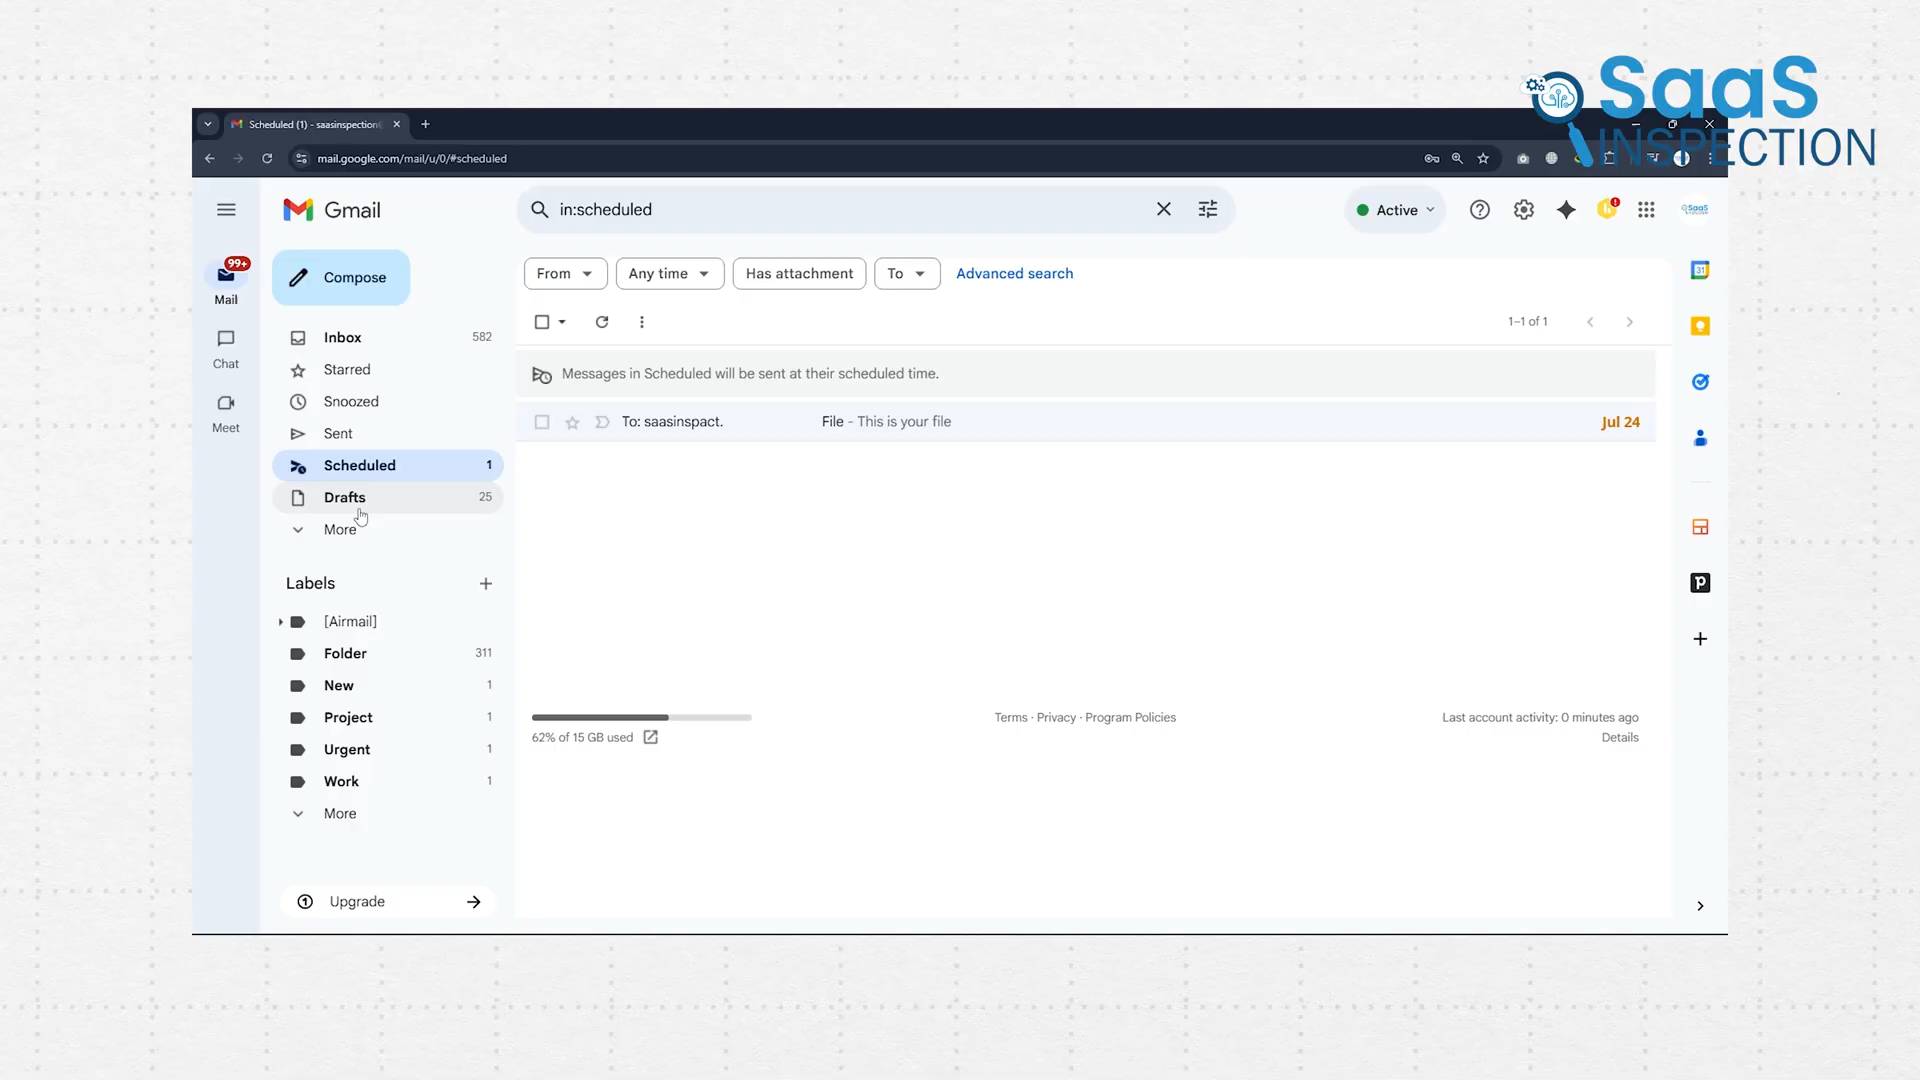 SaaS
INSPECTION
Scheduled (1) - saasinspection
mail.google.com/mail/u/0/#scheduled
Gmail
in:scheduled
Active
SaaS
99+
Mail
Chat
Meet
Compose
Inbox 582
Starred
Snoozed
Sent
Scheduled 1
Drafts 25
More
Labels
[Airmail]
Folder 311
New 1
Project 1
Urgent 1
Work 1
More
Upgrade
From Any time Has attachment To Advanced search
1–1 of 1
Messages in Scheduled will be sent at their scheduled time.
To: saasinspact. File - This is your file Jul 24
62% of 15 GB used
Terms · Privacy · Program Policies
Last account activity: 0 minutes ago
Details
31